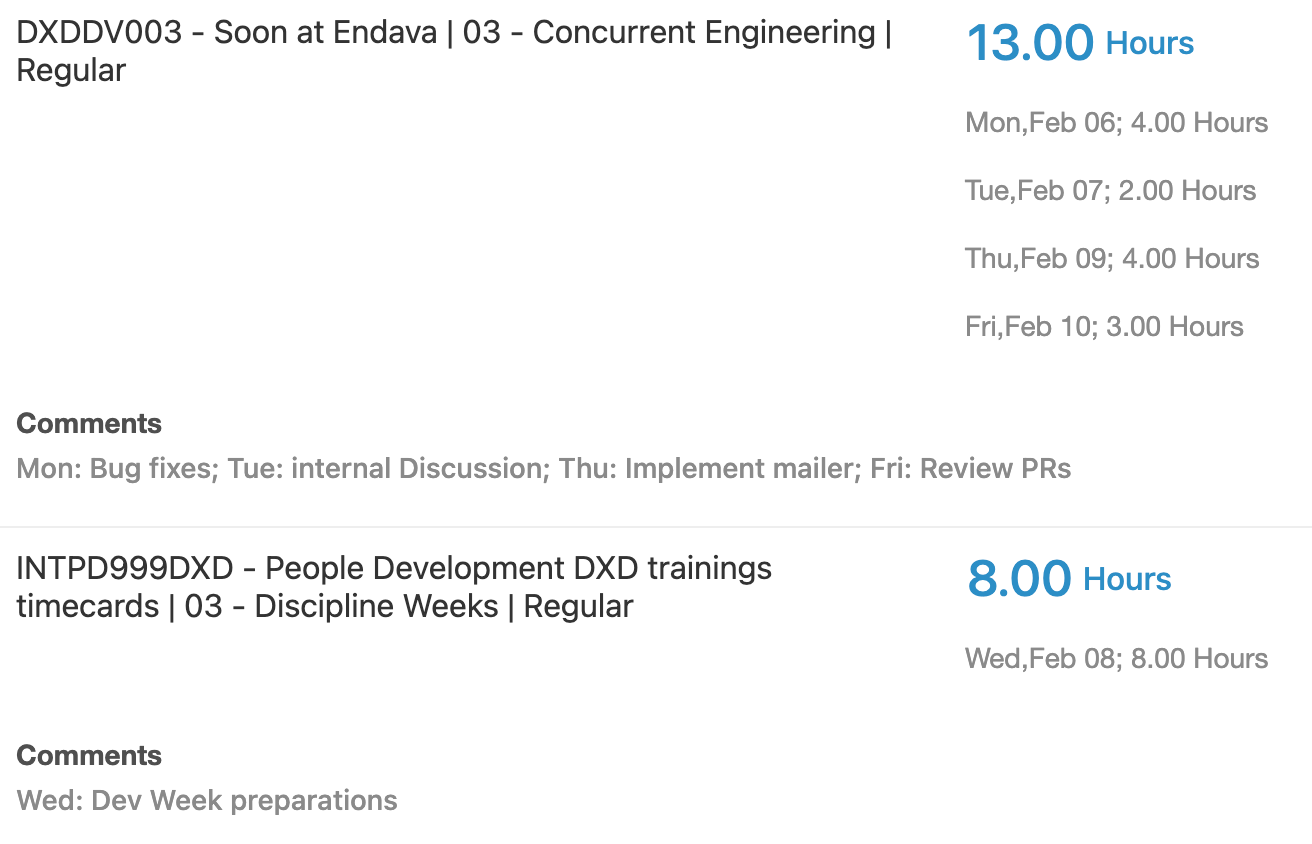 DXDDV003 - Soon at Endava | 03 - Concurrent Engineering |
Regular
13.00 Hours
Mon,Feb 06; 4.00 Hours
Tue,Feb 07; 2.00 Hours
Thu,Feb 09; 4.00 Hours
Fri,Feb 10; 3.00 Hours
Comments
Mon: Bug fixes; Tue: internal Discussion; Thu: Implement mailer; Fri: Review PRs
INTPD999DXD - People Development DXD trainings
timecards | 03 - Discipline Weeks | Regular
8.00 Hours
Wed,Feb 08; 8.00 Hours
Comments
Wed: Dev Week preparations